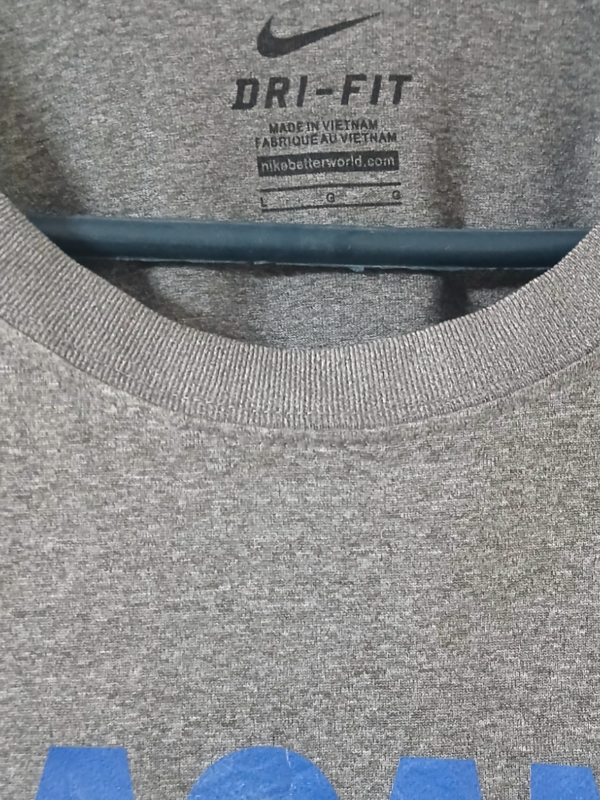 DRI-FIT
MADE IN VIETNAM
FABRIQUE AU VIETNAM
nikebetterworld.com
L G G